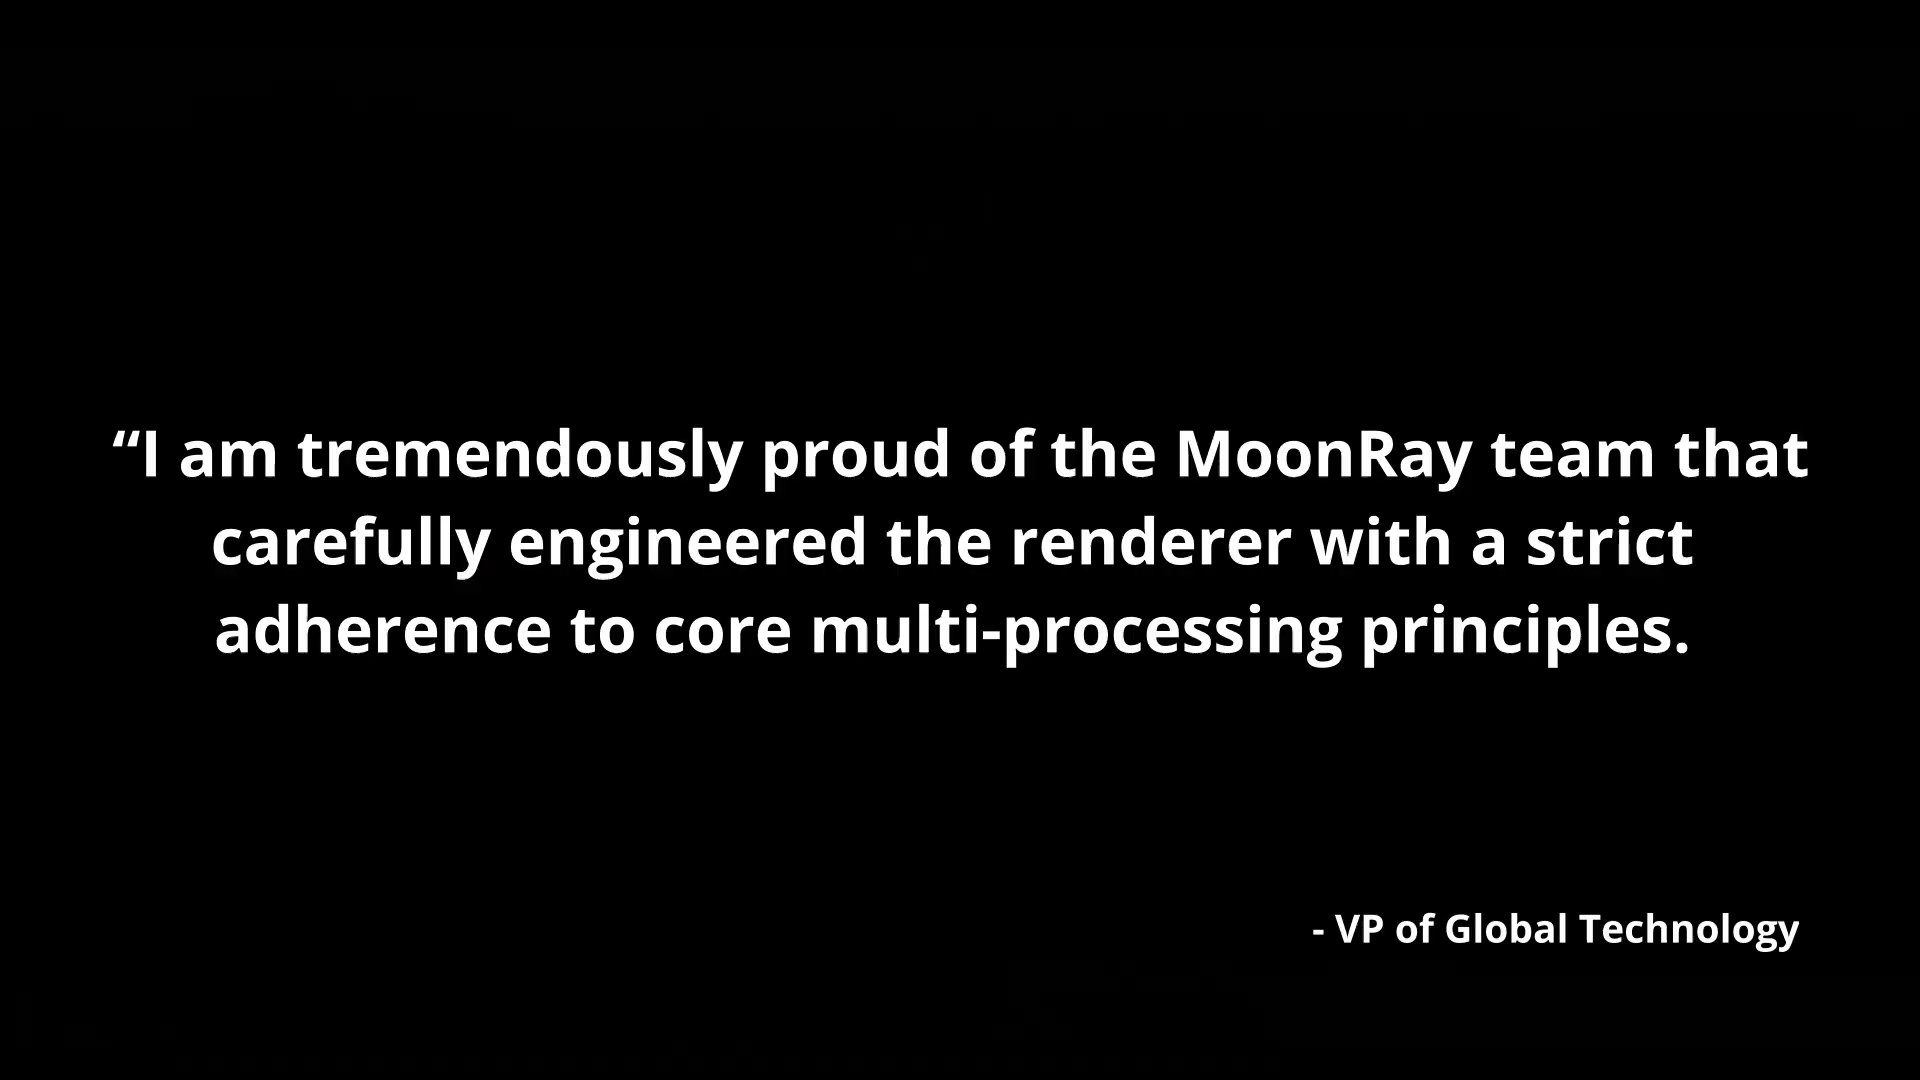 “I am tremendously proud of the MoonRay team that
carefully engineered the renderer with a strict
adherence to core multi-processing principles.
- VP of Global Technology